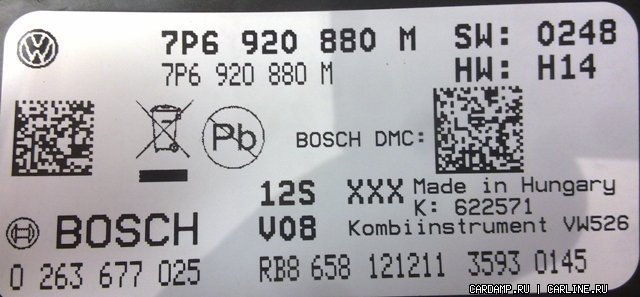 7P6 920 880 M SW: 0248
7P6 920 880 M HW: H14
Pb BOSCH DMC:
12S XXX Made in Hungary
K: 622571
BOSCH V08 Kombiinstrument VW526
0 263 677 025 RB8 658 121211 3593 0145
CARDAMP.RU | CARLINE.RU